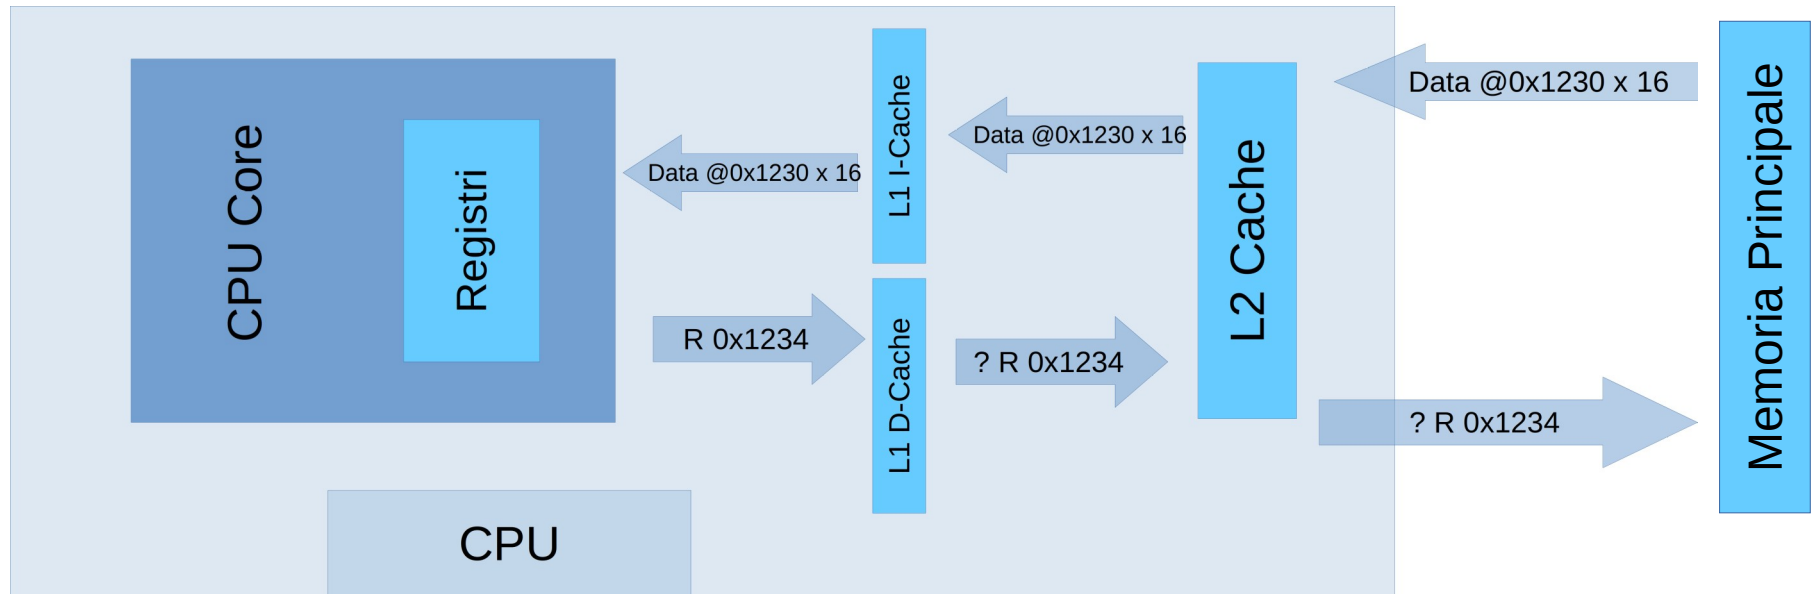 CPU Core
Registri
Data @0x1230 x 16
R 0x1234
L1 I-Cache
L1 D-Cache
Data @0x1230 x 16
? R 0x1234
L2 Cache
Data @0x1230 x 16
? R 0x1234
Memoria Principale
CPU